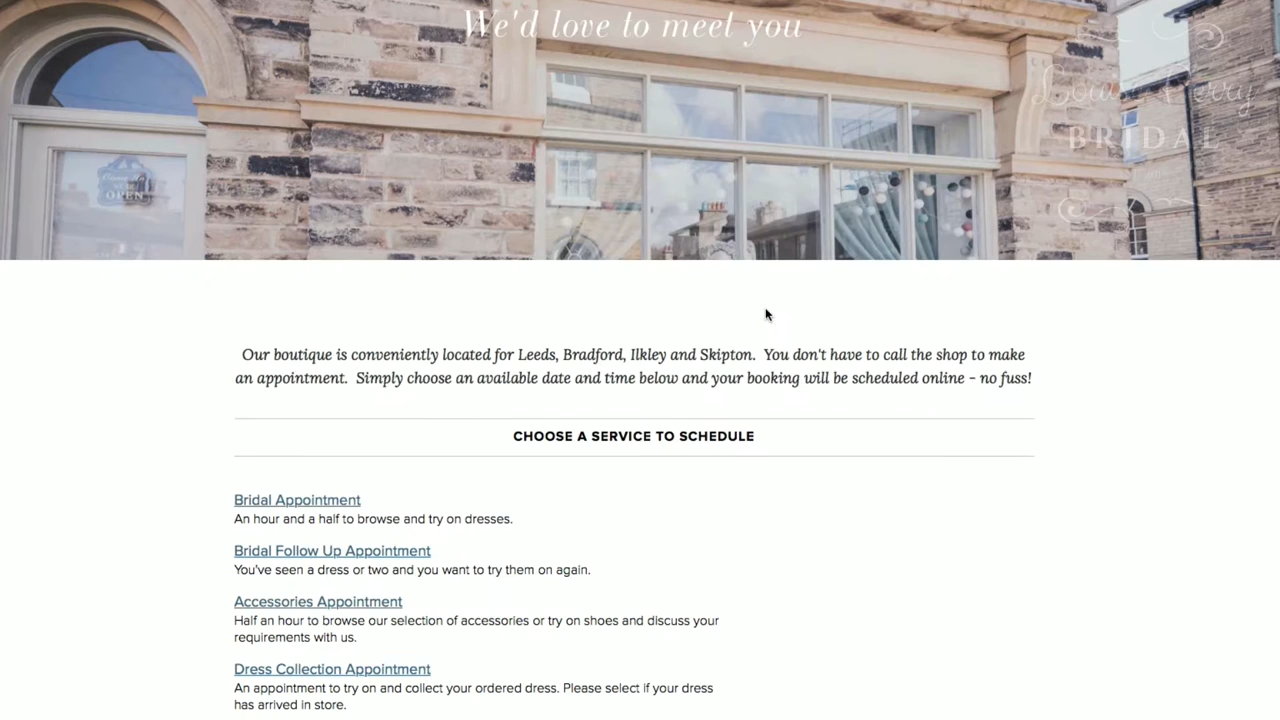 We'd love to meet you
Louise Perry
BRIDAL
OPEN
Our boutique is conveniently located for Leeds, Bradford, Ilkley and Skipton.  You don't have to call the shop to make
an appointment.  Simply choose an available date and time below and your booking will be scheduled online - no fuss!
CHOOSE A SERVICE TO SCHEDULE
Bridal Appointment
An hour and a half to browse and try on dresses.
Bridal Follow Up Appointment
You've seen a dress or two and you want to try them on again.
Accessories Appointment
Half an hour to browse our selection of accessories or try on shoes and discuss your
requirements with us.
Dress Collection Appointment
An appointment to try on and collect your ordered dress. Please select if your dress
has arrived in store.